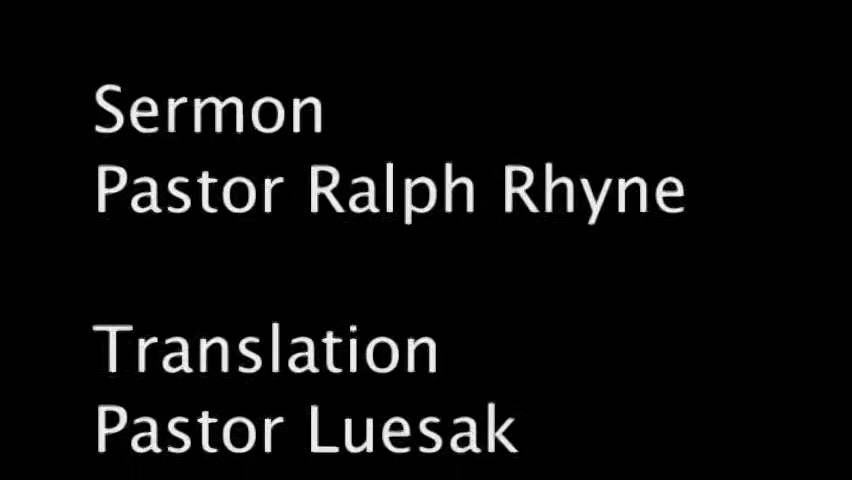 Sermon
Pastor Ralph Rhyne
Translation
Pastor Luesak